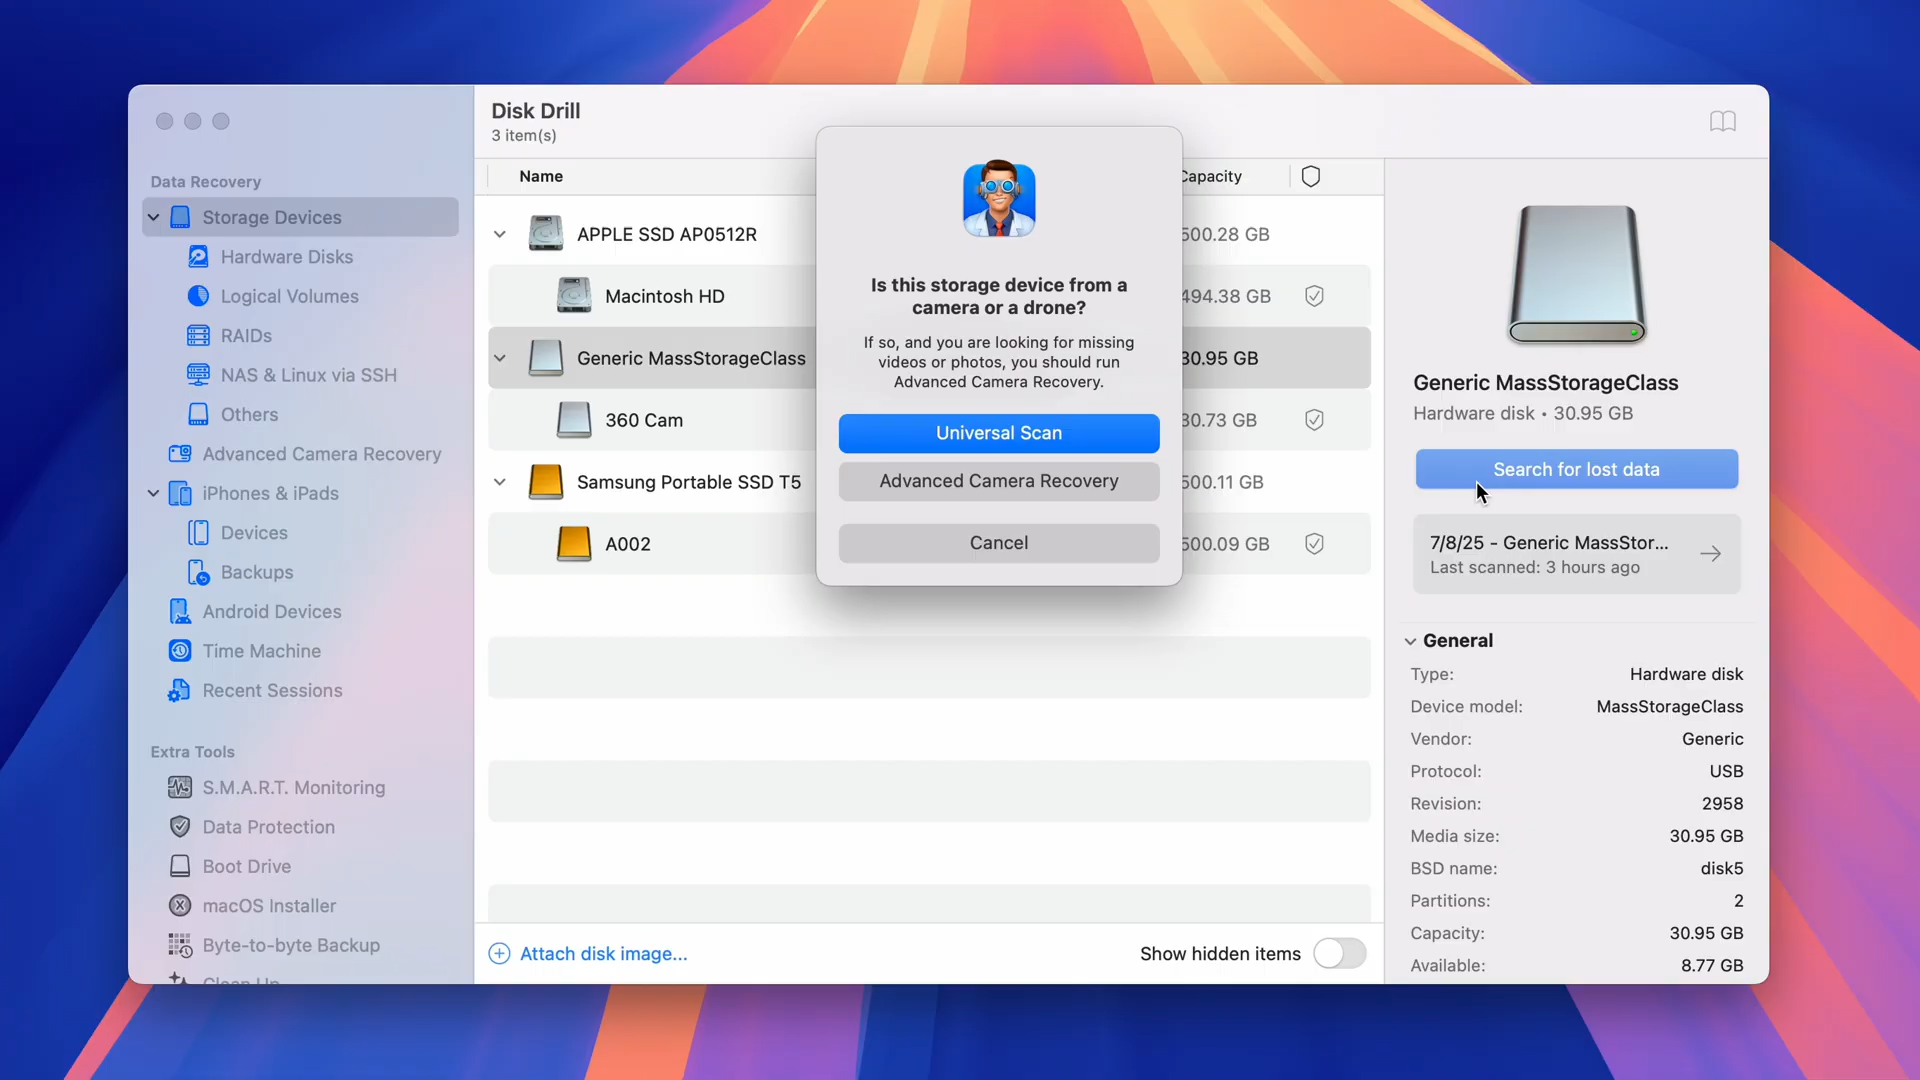 Data Recovery
Storage Devices
Hardware Disks
Logical Volumes
RAIDs
NAS & Linux via SSH
Others
Advanced Camera Recovery
iPhones & iPads
Devices
Backups
Android Devices
Time Machine
Recent Sessions
Extra Tools
S.M.A.R.T. Monitoring
Data Protection
Boot Drive
macOS Installer
Byte-to-byte Backup
Clean Up
Disk Drill
3 item(s)
Name
Capacity
APPLE SSD AP0512R
500.28 GB
Macintosh HD
494.38 GB
Generic MassStorageClass
30.95 GB
360 Cam
30.73 GB
Samsung Portable SSD T5
500.11 GB
A002
500.09 GB
Attach disk image...
Show hidden items
Is this storage device from a
camera or a drone?
If so, and you are looking for missing
videos or photos, you should run
Advanced Camera Recovery.
Universal Scan
Advanced Camera Recovery
Cancel
Generic MassStorageClass
Hardware disk • 30.95 GB
Search for lost data
7/8/25 - Generic MassStor...
Last scanned: 3 hours ago
General
Type: Hardware disk
Device model: MassStorageClass
Vendor: Generic
Protocol: USB
Revision: 2958
Media size: 30.95 GB
BSD name: disk5
Partitions: 2
Capacity: 30.95 GB
Available: 8.77 GB